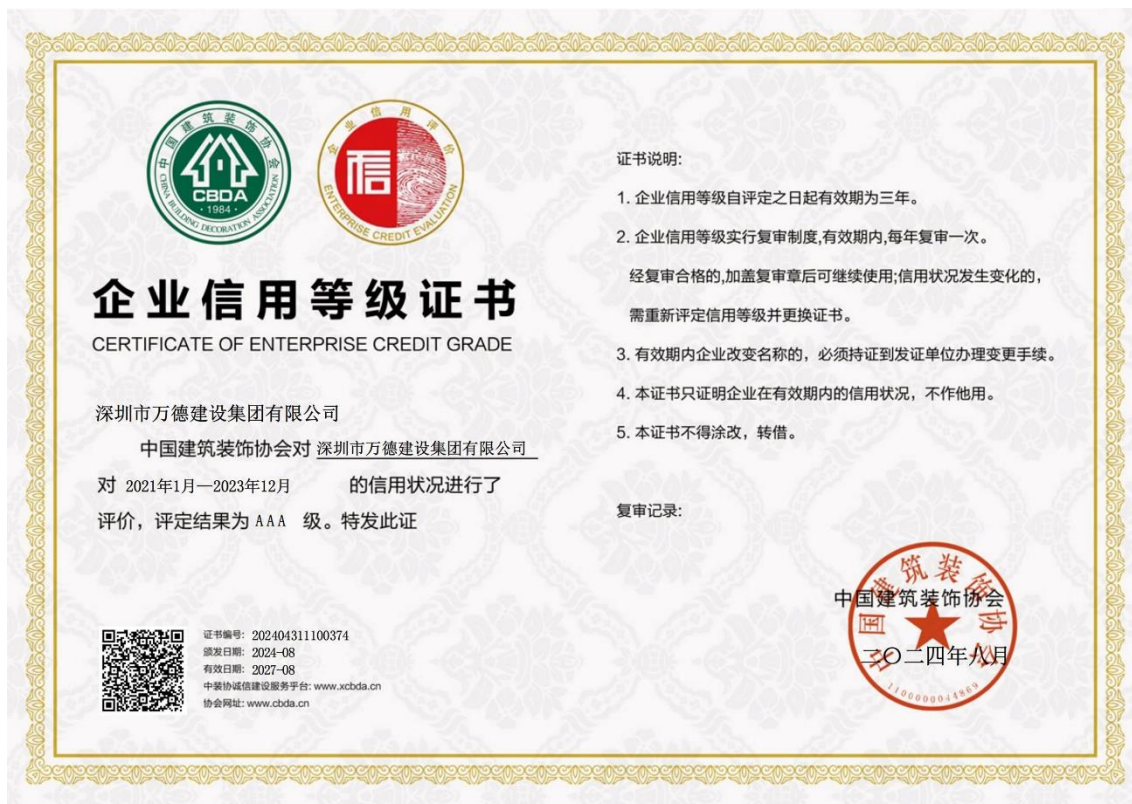 中国建筑装饰协会
CBDA
·1984·
CHINA BUILDING DECORATION ASSOCIATION
企业信用评价
信
ENTERPRISE CREDIT EVALUATION
企业信用等级证书
CERTIFICATE OF ENTERPRISE CREDIT GRADE
深圳市万德建设集团有限公司
中国建筑装饰协会对 深圳市万德建设集团有限公司
对 2021年1月—2023年12月 的信用状况进行了
评价，评定结果为 AAA 级。特发此证
证书编号: 202404311100374
颁发日期: 2024-08
有效日期: 2027-08
中装协诚信建设服务平台: www.xcbda.cn
协会网址: www.cbda.cn
证书说明:
1. 企业信用等级自评定之日起有效期为三年。
2. 企业信用等级实行复审制度,有效期内,每年复审一次。
经复审合格的,加盖复审章后可继续使用;信用状况发生变化的，
需重新评定信用等级并更换证书。
3. 有效期内企业改变名称的，必须持证到发证单位办理变更手续。
4. 本证书只证明企业在有效期内的信用状况，不作他用。
5. 本证书不得涂改，转借。
复审记录:
中国建筑装饰协会
二〇二四年八月
中国建筑装饰协会
1100000044869